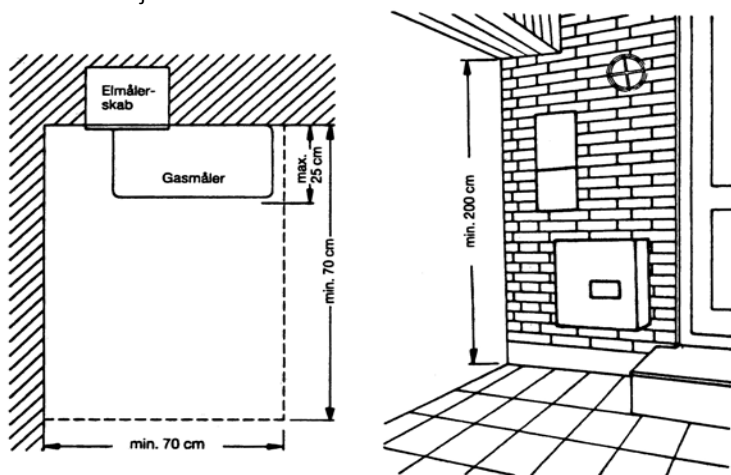 Elmåler-
skab
Gasmåler
max.
25 cm
min. 70 cm
min. 70 cm
min. 200 cm